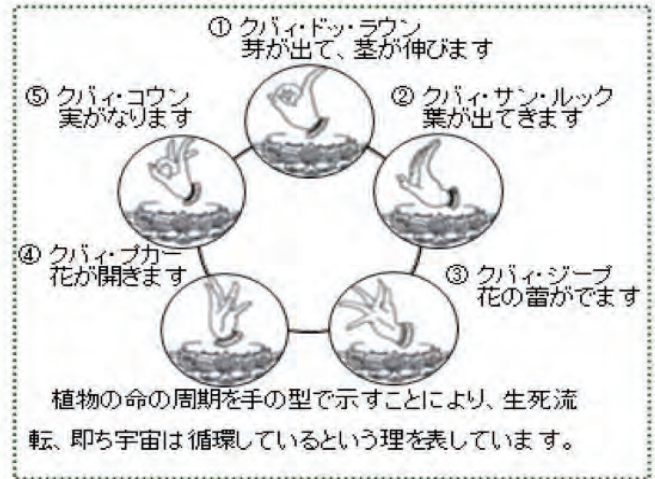 ① クバィ・ドッ・ラウン
芽が出て、茎が伸びます
② クバィ・サン・ルック
葉が出てきます
③ クバィ・ジープ
花の蕾がでます
④ クバィ・プカー
花が開きます
⑤ クバィ・コウン
実がなります
植物の命の周期を手の型で示すことにより、生死流
転、即ち宇宙は循環しているという理を表しています。